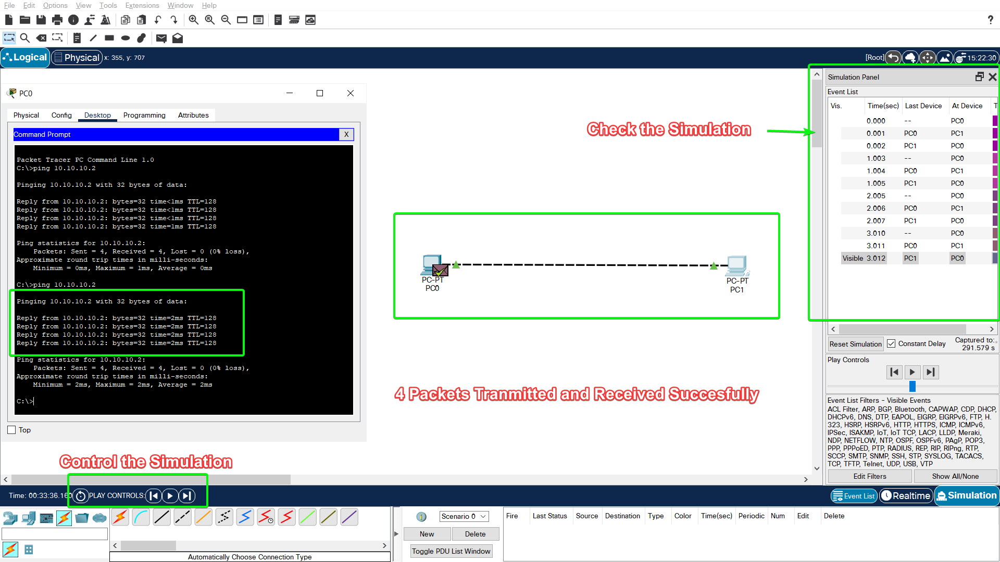 File Edit Options View Tools Extensions Window Help
?
Logical Physical x: 355, y: 707 [Root] 15:22:30
PC0
Physical Config Desktop Programming Attributes
Command Prompt X
Packet Tracer PC Command Line 1.0
C:\>ping 10.10.10.2
Pinging 10.10.10.2 with 32 bytes of data:
Reply from 10.10.10.2: bytes=32 time<1ms TTL=128
Reply from 10.10.10.2: bytes=32 time<1ms TTL=128
Reply from 10.10.10.2: bytes=32 time<1ms TTL=128
Reply from 10.10.10.2: bytes=32 time=1ms TTL=128
Ping statistics for 10.10.10.2:
Packets: Sent = 4, Received = 4, Lost = 0 (0% loss),
Approximate round trip times in milli-seconds:
Minimum = 0ms, Maximum = 1ms, Average = 0ms
C:\>ping 10.10.10.2
Pinging 10.10.10.2 with 32 bytes of data:
Reply from 10.10.10.2: bytes=32 time=2ms TTL=128
Reply from 10.10.10.2: bytes=32 time=2ms TTL=128
Reply from 10.10.10.2: bytes=32 time=2ms TTL=128
Reply from 10.10.10.2: bytes=32 time=2ms TTL=128
Ping statistics for 10.10.10.2:
Packets: Sent = 4, Received = 4, Lost = 0 (0% loss),
Approximate round trip times in milli-seconds:
Minimum = 2ms, Maximum = 2ms, Average = 2ms
C:\>
Top
Check the Simulation
PC-PT
PC0
PC-PT
PC1
4 Packets Tranmitted and Received Succesfully
Control the Simulation
Simulation Panel
Event List
Vis. Time(sec) Last Device At Device T
0.000 -- PC0
0.001 PC0 PC1
0.002 PC1 PC0
1.003 -- PC0
1.004 PC0 PC1
1.005 PC1 PC0
2.005 -- PC0
2.006 PC0 PC1
2.007 PC1 PC0
3.010 -- PC0
3.011 PC0 PC1
Visible 3.012 PC1 PC0
Reset Simulation Constant Delay Captured to:
291.579 s
Play Controls
Event List Filters - Visible Events
ACL Filter, ARP, BGP, Bluetooth, CAPWAP, CDP, DHCP,
DHCPv6, DNS, DTP, EAPOL, EIGRP, EIGRPv6, FTP, H.
323, HSRP, HSRPv6, HTTP, HTTPS, ICMP, ICMPv6,
IPSec, ISAKMP, IoT, IoT TCP, LACP, LLDP, Meraki,
NDP, NETFLOW, NTP, OSPF, OSPFv6, PAgP, POP3,
PPP, PPPoED, PTP, RADIUS, REP, RIP, RIPng, RTP,
SCCP, SMTP, SNMP, SSH, STP, SYSLOG, TACACS,
TCP, TFTP, Telnet, UDP, USB, VTP
Edit Filters Show All/None
Time: 00:33:36.160 PLAY CONTROLS: Event List Realtime Simulation
Scenario 0
New Delete
Toggle PDU List Window
Fire Last Status Source Destination Type Color Time(sec) Periodic Num Edit Delete
Automatically Choose Connection Type